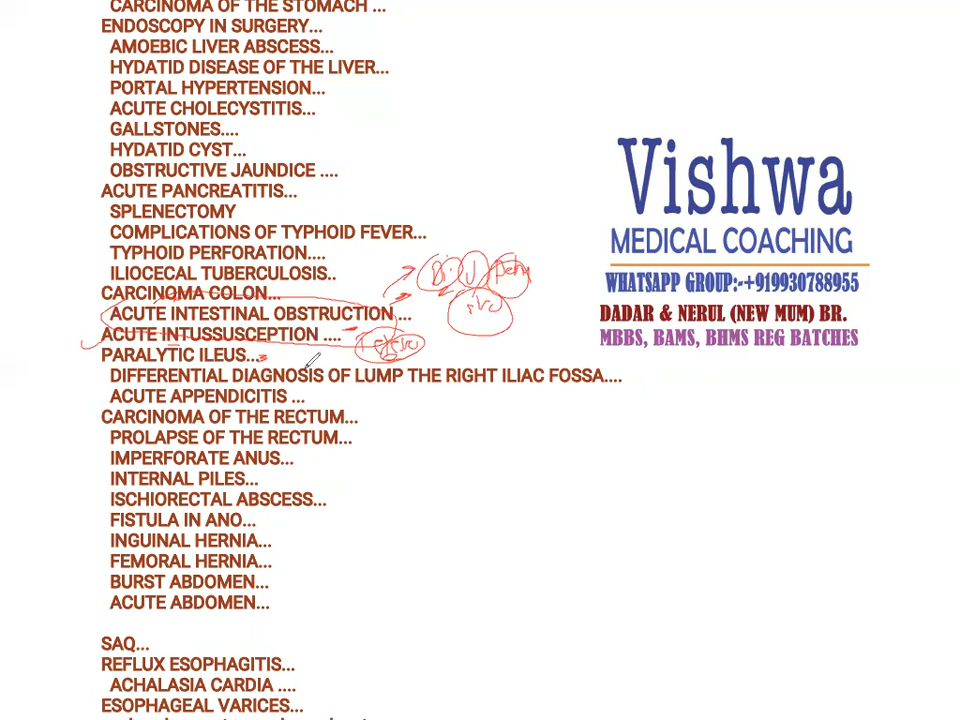 CARCINOMA OF THE STOMACH ...
ENDOSCOPY IN SURGERY...
AMOEBIC LIVER ABSCESS...
HYDATID DISEASE OF THE LIVER...
PORTAL HYPERTENSION...
ACUTE CHOLECYSTITIS...
GALLSTONES....
HYDATID CYST...
OBSTRUCTIVE JAUNDICE ....
ACUTE PANCREATITIS...
SPLENECTOMY
COMPLICATIONS OF TYPHOID FEVER...
TYPHOID PERFORATION....
ILIOCECAL TUBERCULOSIS..
CARCINOMA COLON...
ACUTE INTESTINAL OBSTRUCTION ...
ACUTE INTUSSUSCEPTION ....
PARALYTIC ILEUS...
DIFFERENTIAL DIAGNOSIS OF LUMP THE RIGHT ILIAC FOSSA....
ACUTE APPENDICITIS ...
CARCINOMA OF THE RECTUM...
PROLAPSE OF THE RECTUM...
IMPERFORATE ANUS...
INTERNAL PILES...
ISCHIORECTAL ABSCESS...
FISTULA IN ANO...
INGUINAL HERNIA...
FEMORAL HERNIA...
BURST ABDOMEN...
ACUTE ABDOMEN...
SAQ...
REFLUX ESOPHAGITIS...
ACHALASIA CARDIA ....
ESOPHAGEAL VARICES...
Vishwa
MEDICAL COACHING
WHATSAPP GROUP:-+919930788955
DADAR & NERUL (NEW MUM) BR.
MBBS, BAMS, BHMS REG BATCHES